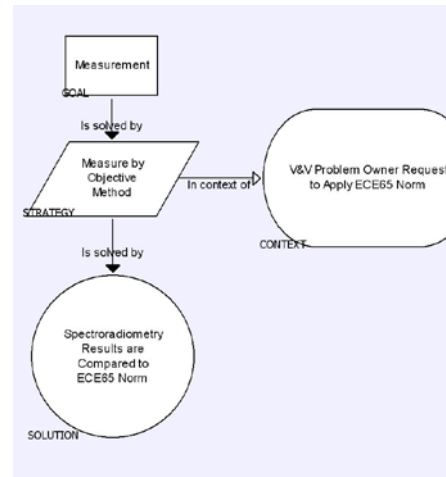 Measurement
GOAL
Is solved by
Measure by
Objective
Method
STRATEGY
In context of
V&V Problem Owner Request
to Apply ECE65 Norm
CONTEXT
Is solved by
Spectroradiometry
Results are
Compared to
ECE65 Norm
SOLUTION